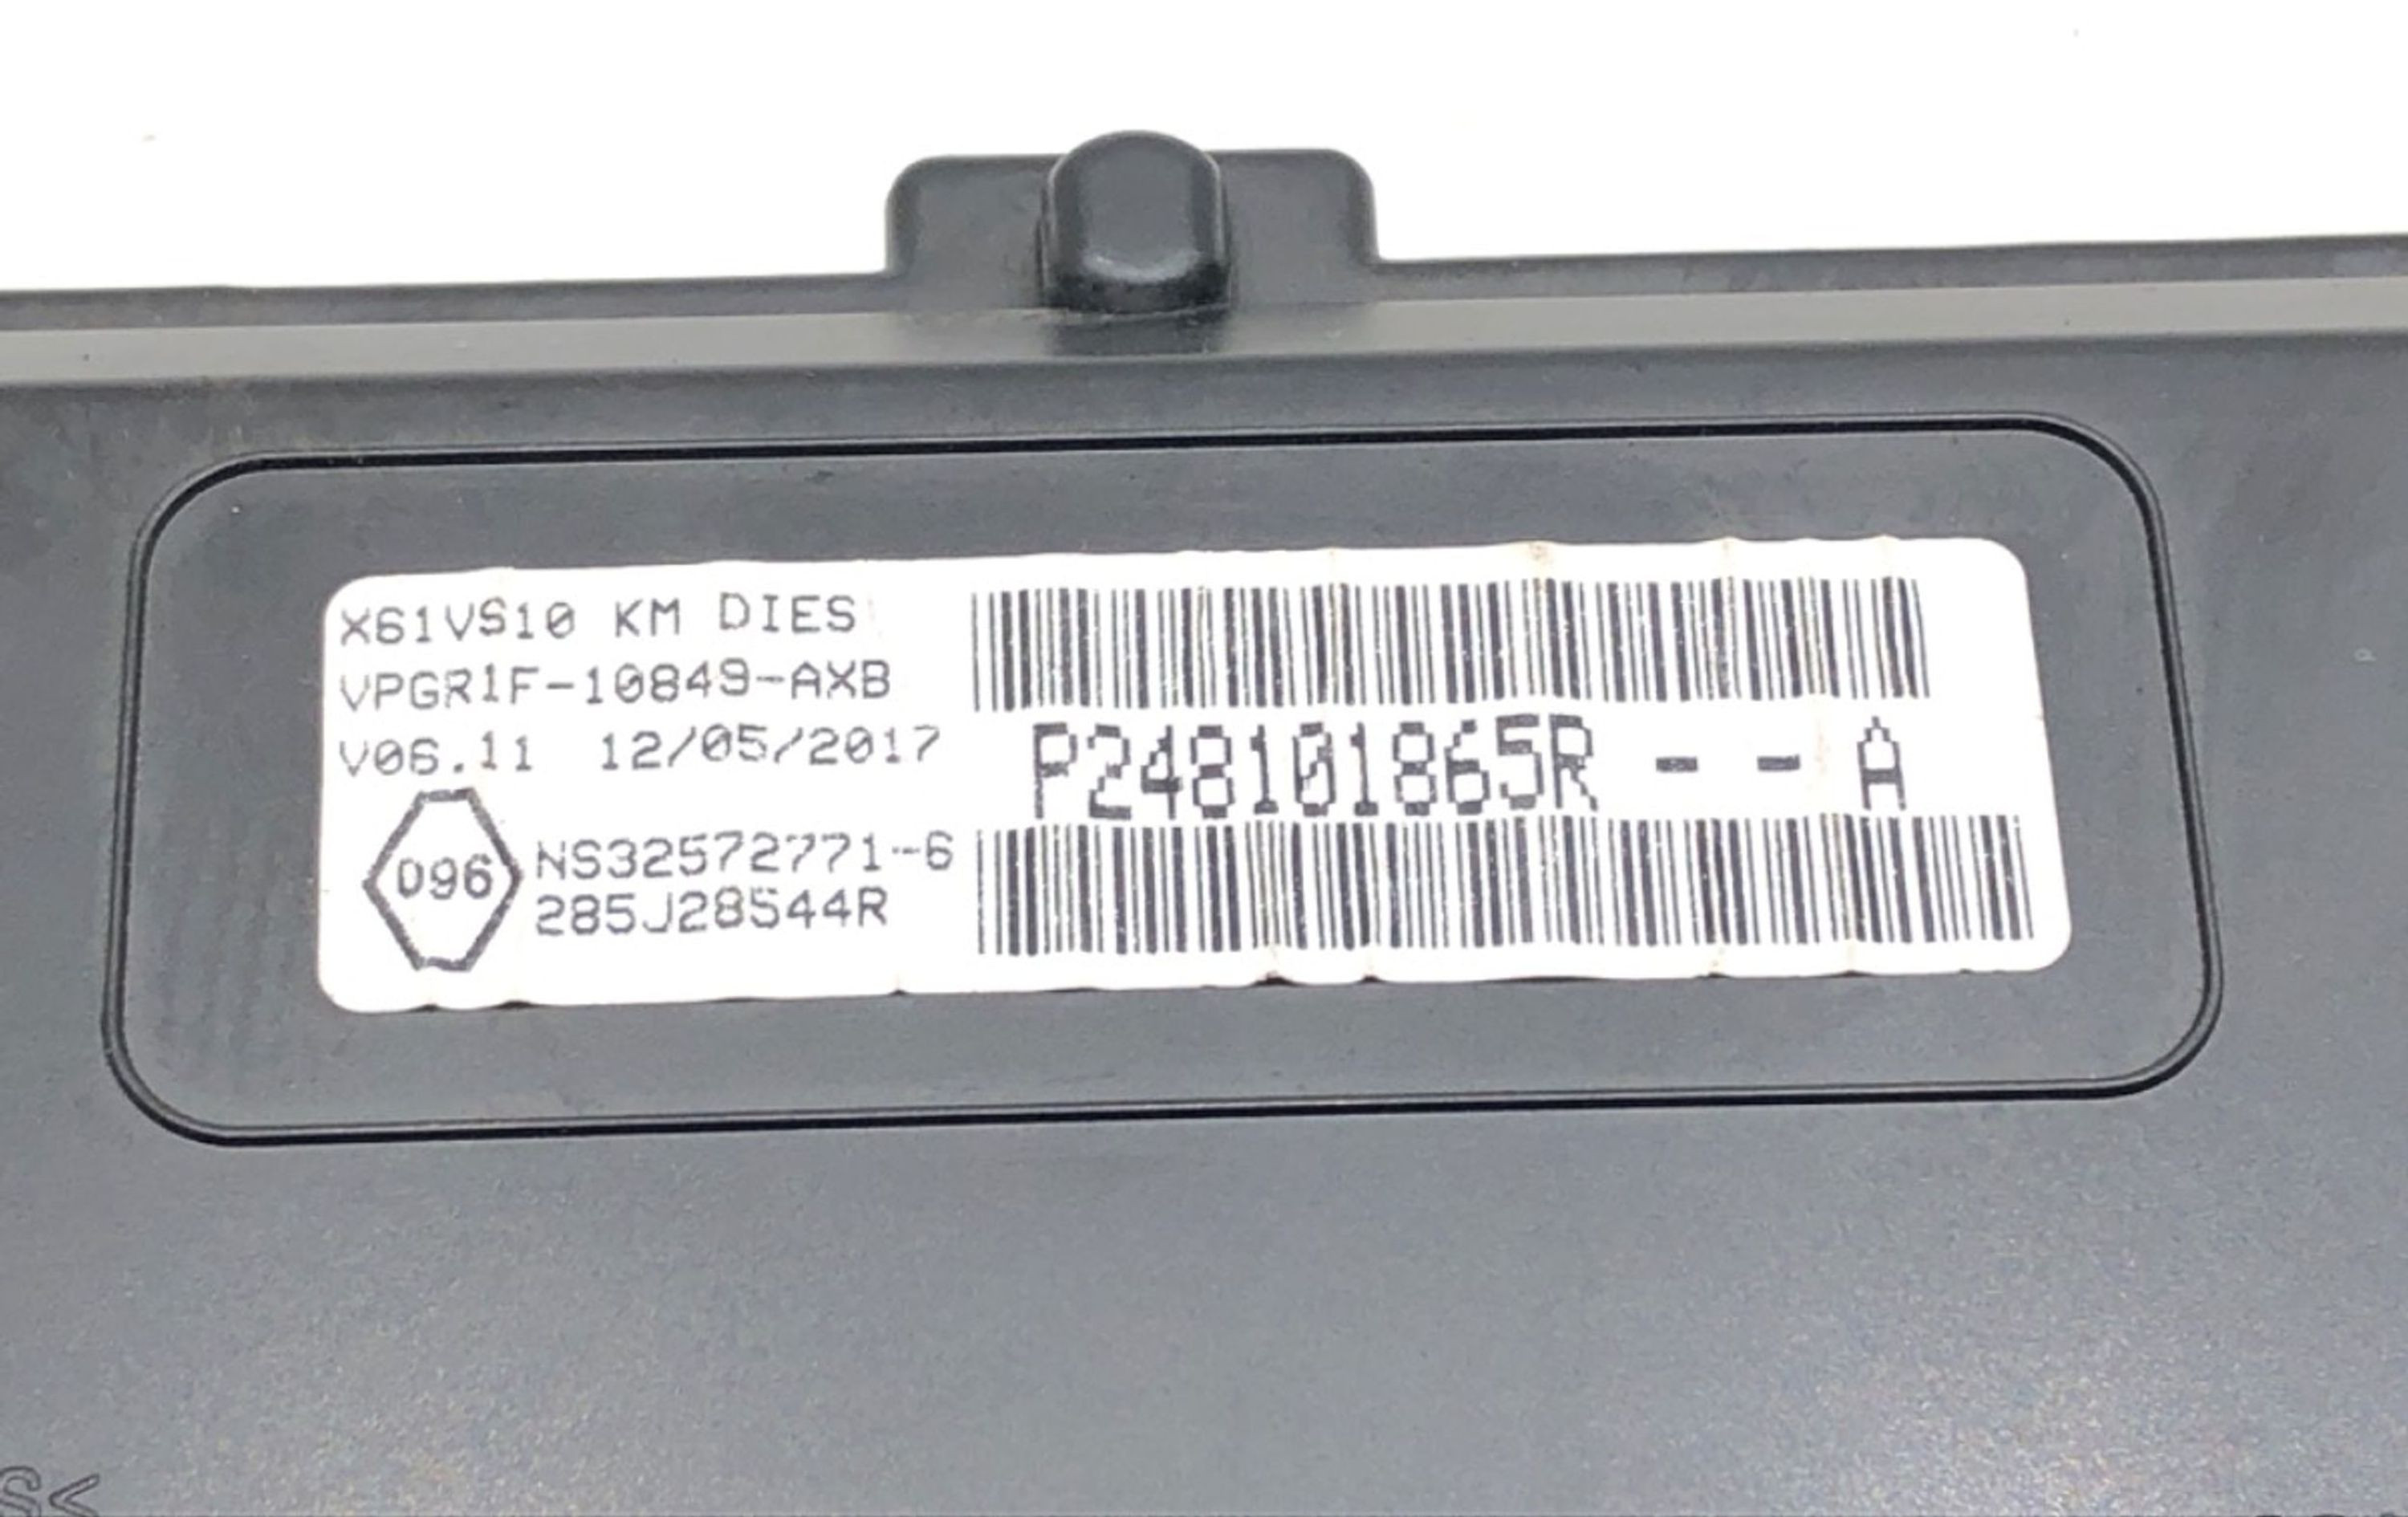 X61VS10 KM DIES
VPGR1F-10849-AXB
V06.11 12/05/2017
P248101865R - - A
096
NS32572771-6
285J28544R
S<